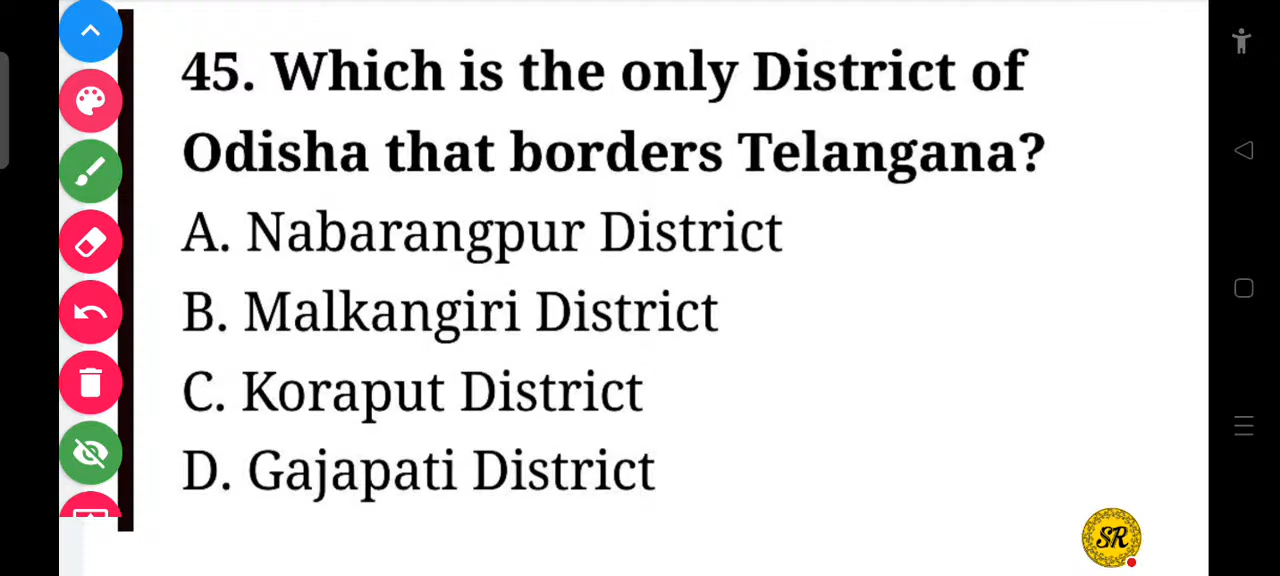 45. Which is the only District of
Odisha that borders Telangana?
A. Nabarangpur District
B. Malkangiri District
C. Koraput District
D. Gajapati District
SR